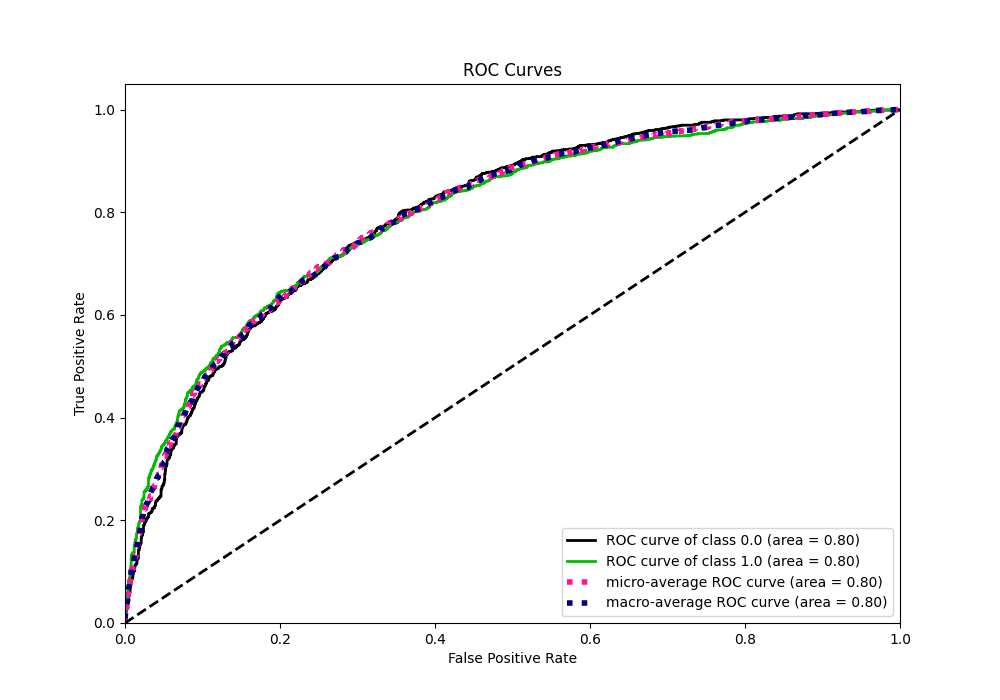 ROC Curves
True Positive Rate
1.0
0.8
0.6
0.4
0.2
0.0
0.0 0.2 0.4 0.6 0.8 1.0
False Positive Rate
ROC curve of class 0.0 (area = 0.80)
ROC curve of class 1.0 (area = 0.80)
micro-average ROC curve (area = 0.80)
macro-average ROC curve (area = 0.80)